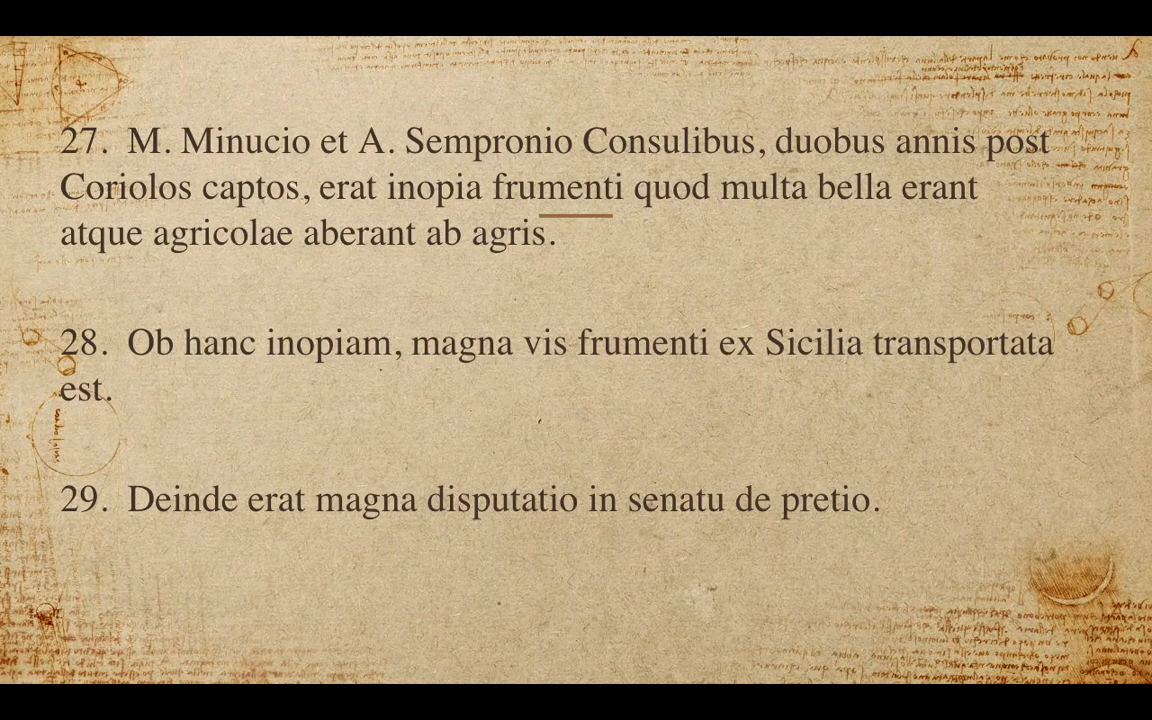 27. M. Minucio et A. Sempronio Consulibus, duobus annis post
Coriolos captos, erat inopia frumenti quod multa bella erant
atque agricolae aberant ab agris.
28. Ob hanc inopiam, magna vis frumenti ex Sicilia transportata
est.
29. Deinde erat magna disputatio in senatu de pretio.